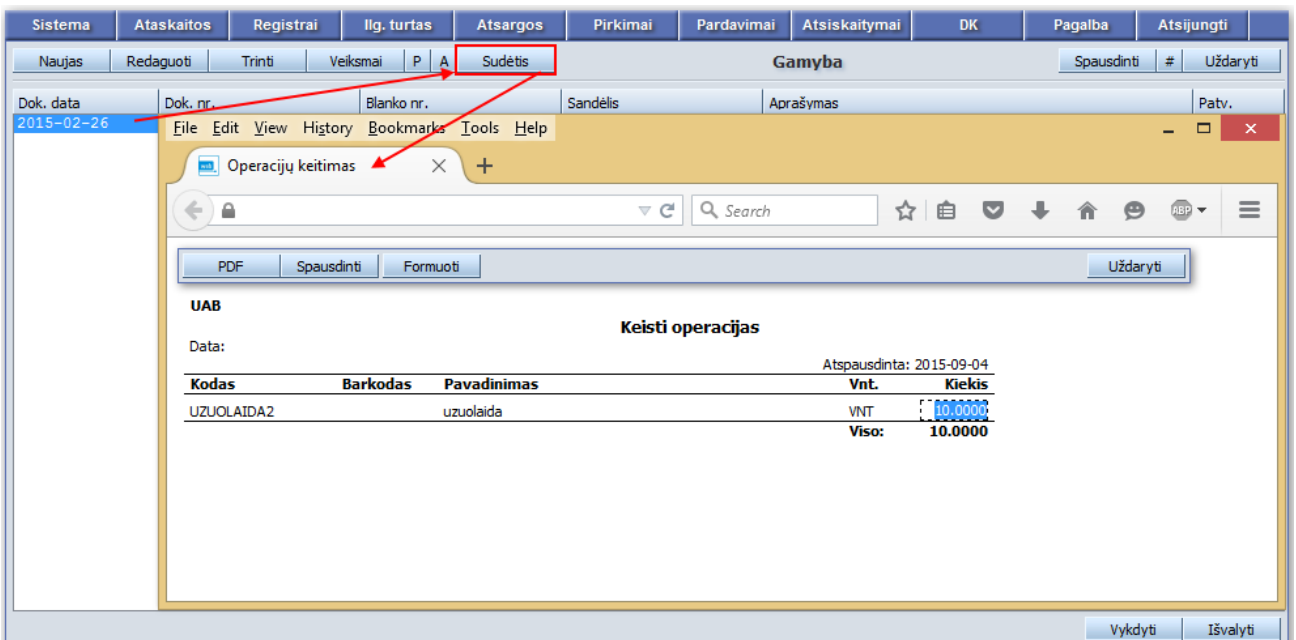 Sistema Ataskaitos Registrai Ilg. turtas Atsargos Pirkimai Pardavimai Atsiskaitymai DK Pagalba Atsijungti
Naujas Redaguoti Trinti Veiksmai P A Sudėtis Gamyba Spausdinti # Uždaryti
Dok. data Dok. nr. Blanko nr. Sandėlis Aprašymas Patv.
2015-02-26
File Edit View History Bookmarks Tools Help
Operacijų keitimas
Search
ABP
PDF Spausdinti Formuoti Uždaryti
UAB
Keisti operacijas
Data:
Atspausdinta: 2015-09-04
Kodas Barkodas Pavadinimas Vnt. Kiekis
UZUOLAIDA2 uzuolaida VNT 10.0000
Viso: 10.0000
Vykdyti Išvalyti